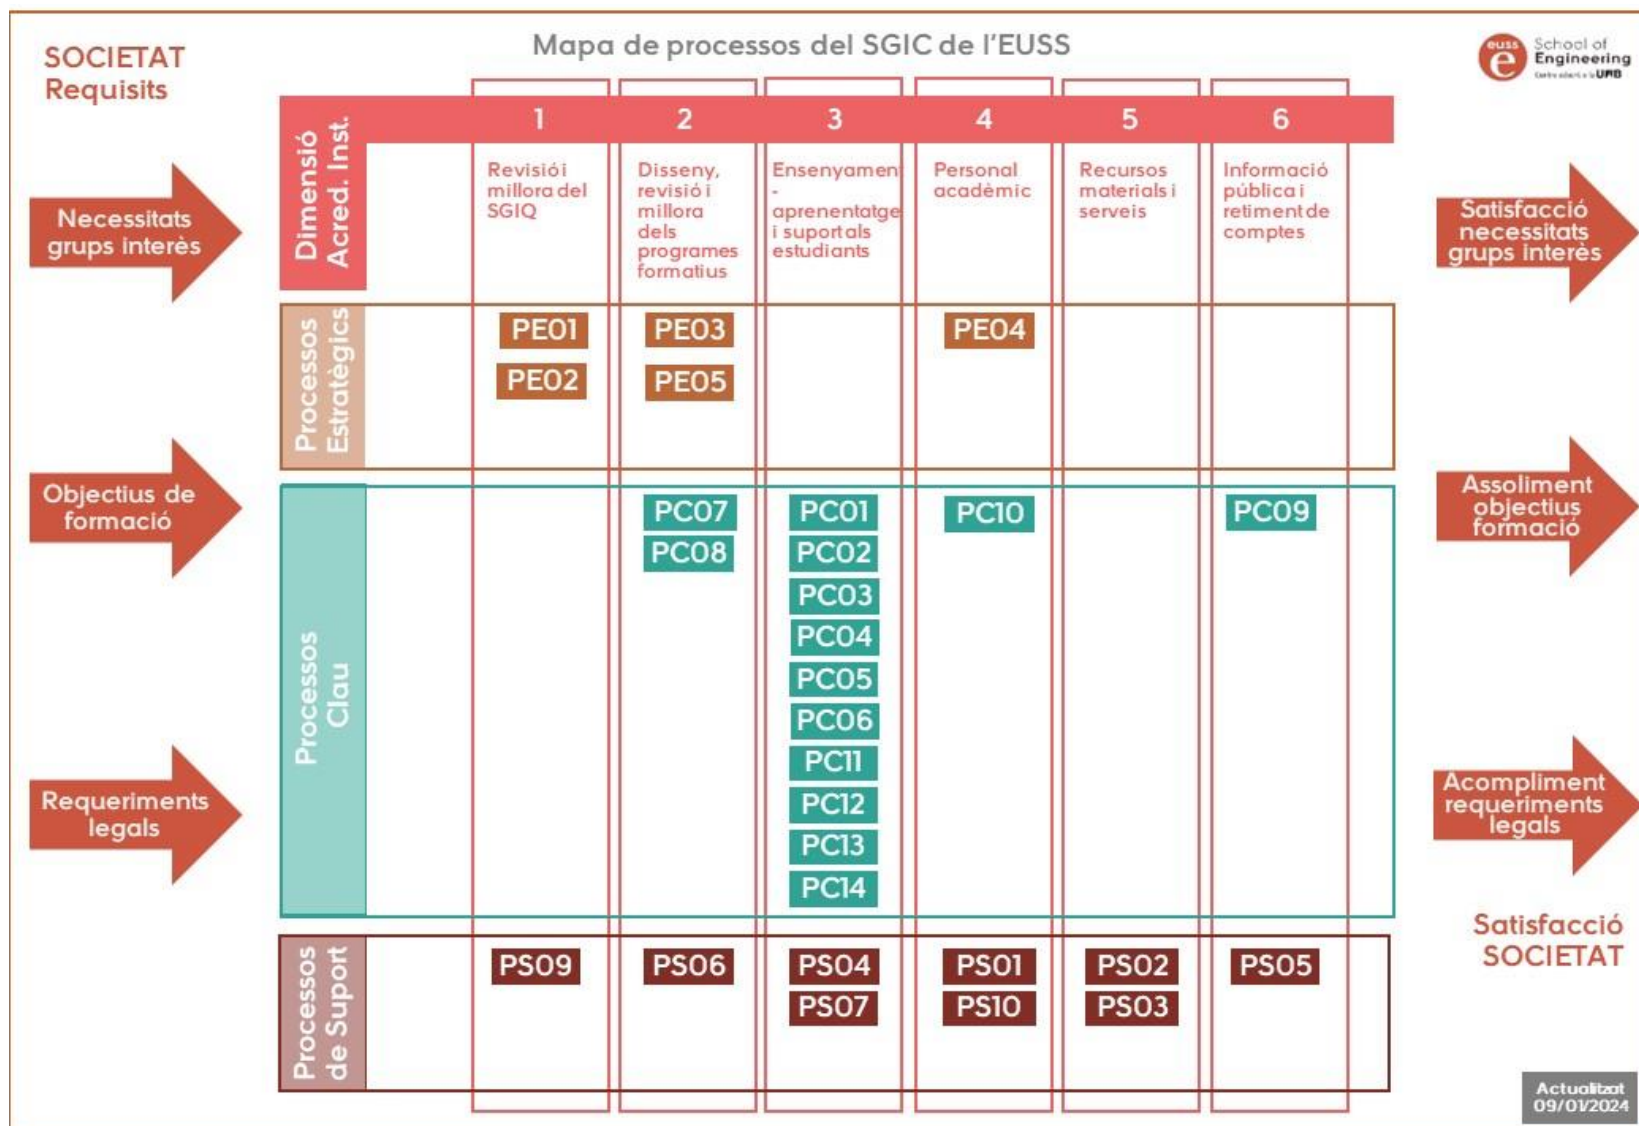 Mapa de processos del SGIC de l'EUSS
SOCIETAT
Requisits
euss
e
School of
Engineering
Centre adscrit a la UAB
Dimensió
Acred. Inst.
1
2
3
4
5
6
Revisió i
millora del
SGIQ
Disseny,
revisió i
millora
dels
programes
formatius
Ensenyament
-
aprenentatge
i suport als
estudiants
Personal
acadèmic
Recursos
materials i
serveis
Informació
pública i
retiment de
comptes
Necessitats
grups interès
Objectius de
formació
Requeriments
legals
Processos
Estratègics
PE01
PE03
PE04
PE02
PE05
Processos
Clau
PC07
PC01
PC10
PC09
PC08
PC02
PC03
PC04
PC05
PC06
PC11
PC12
PC13
PC14
Processos
de Suport
PS09
PS06
PS04
PS01
PS02
PS05
PS07
PS10
PS03
Satisfacció
necessitats
grups interès
Assoliment
objectius
formació
Acompliment
requeriments
legals
Satisfacció
SOCIETAT
Actualitzat
09/01/2024